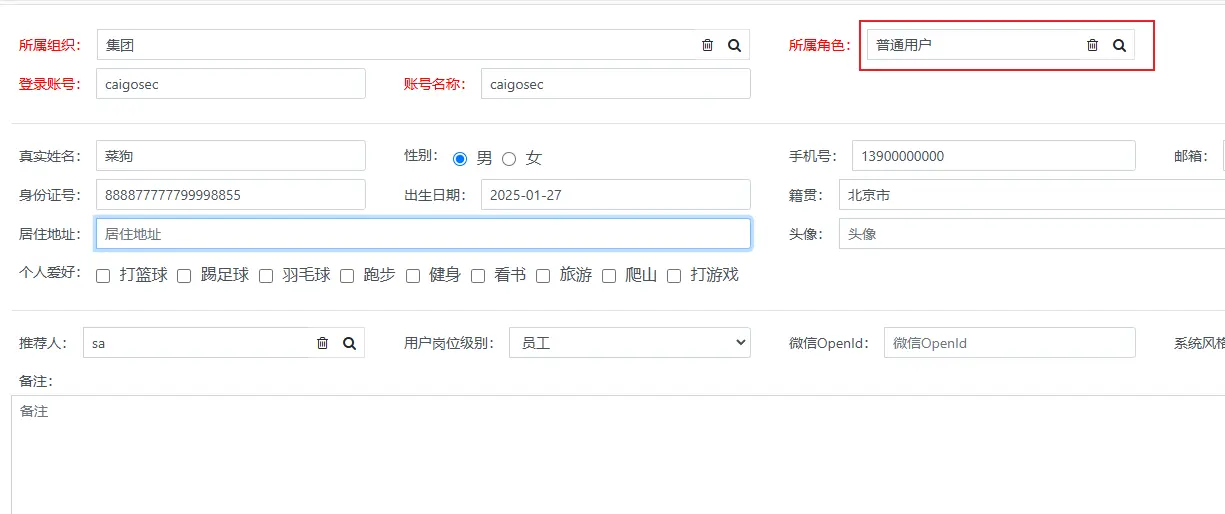 所属组织： 集团 所属角色： 普通用户
登录账号： caigosec 账号名称： caigosec
真实姓名： 菜狗 性别： 男 女 手机号： 13900000000 邮箱：
身份证号： 888877777799998855 出生日期： 2025-01-27 籍贯： 北京市
居住地址： 居住地址 头像： 头像
个人爱好： 打篮球 踢足球 羽毛球 跑步 健身 看书 旅游 爬山 打游戏
推荐人： sa 用户岗位级别： 员工 微信OpenId： 微信OpenId 系统风格
备注：
备注